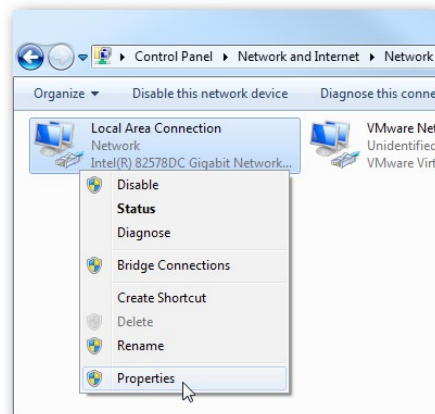 Control Panel Network and Internet Network
Organize Disable this network device Diagnose this conne
Local Area Connection
Network
Intel(R) 82578DC Gigabit Network...
VMware Net
Unidentified
VMware Virt
Disable
Status
Diagnose
Bridge Connections
Create Shortcut
Delete
Rename
Properties